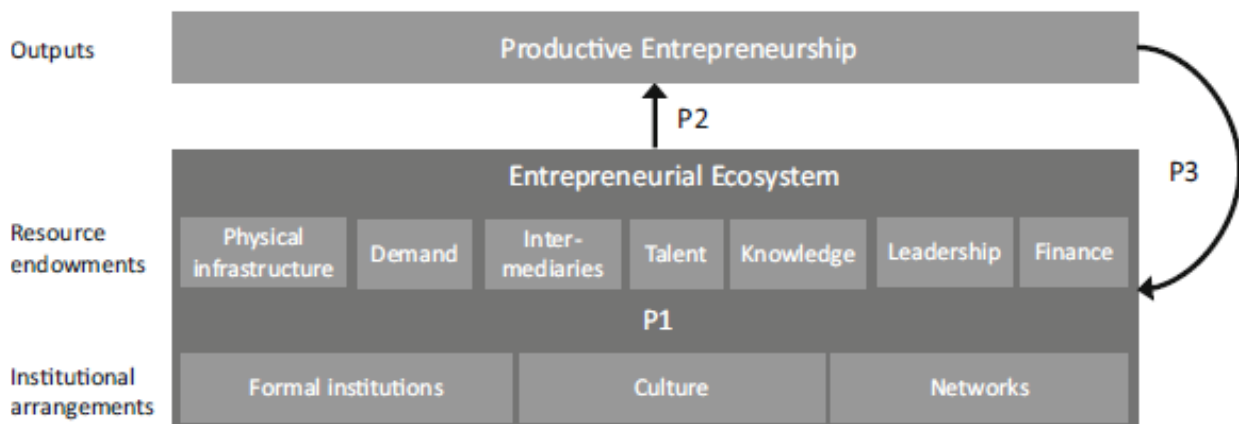 Outputs
Productive Entrepreneurship
P2
P3
Entrepreneurial Ecosystem
Resource
endowments
Physical
infrastructure
Demand
Inter-
mediaries
Talent
Knowledge
Leadership
Finance
P1
Institutional
arrangements
Formal institutions
Culture
Networks